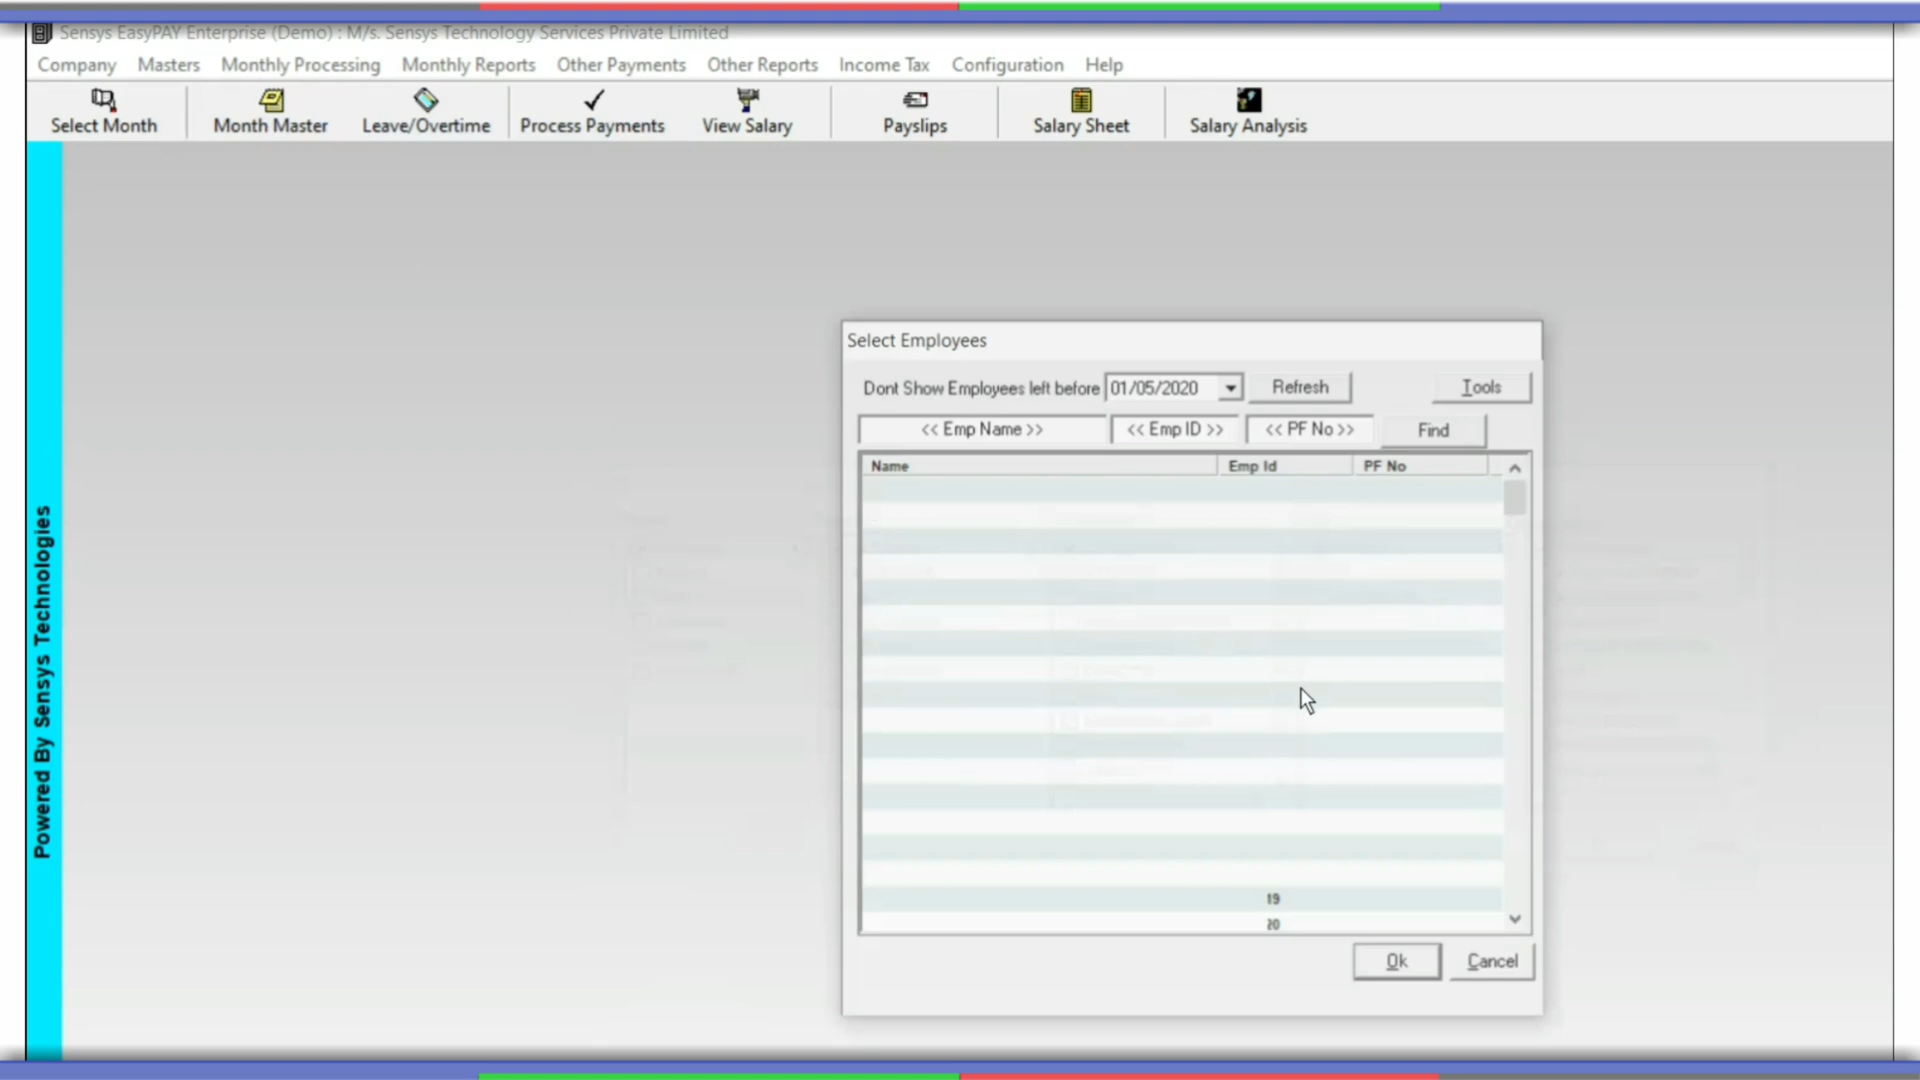 Sensys EasyPAY Enterprise (Demo) : M/s. Sensys Technology Services Private Limited
Company Masters Monthly Processing Monthly Reports Other Payments Other Reports Income Tax Configuration Help
Select Month Month Master Leave/Overtime Process Payments View Salary Payslips Salary Sheet Salary Analysis
Powered By Sensys Technologies
Select Employees
Dont Show Employees left before 01/05/2020 Refresh Tools
<< Emp Name >> << Emp ID >> << PF No >> Find
Name Emp Id PF No
19
20
Ok Cancel